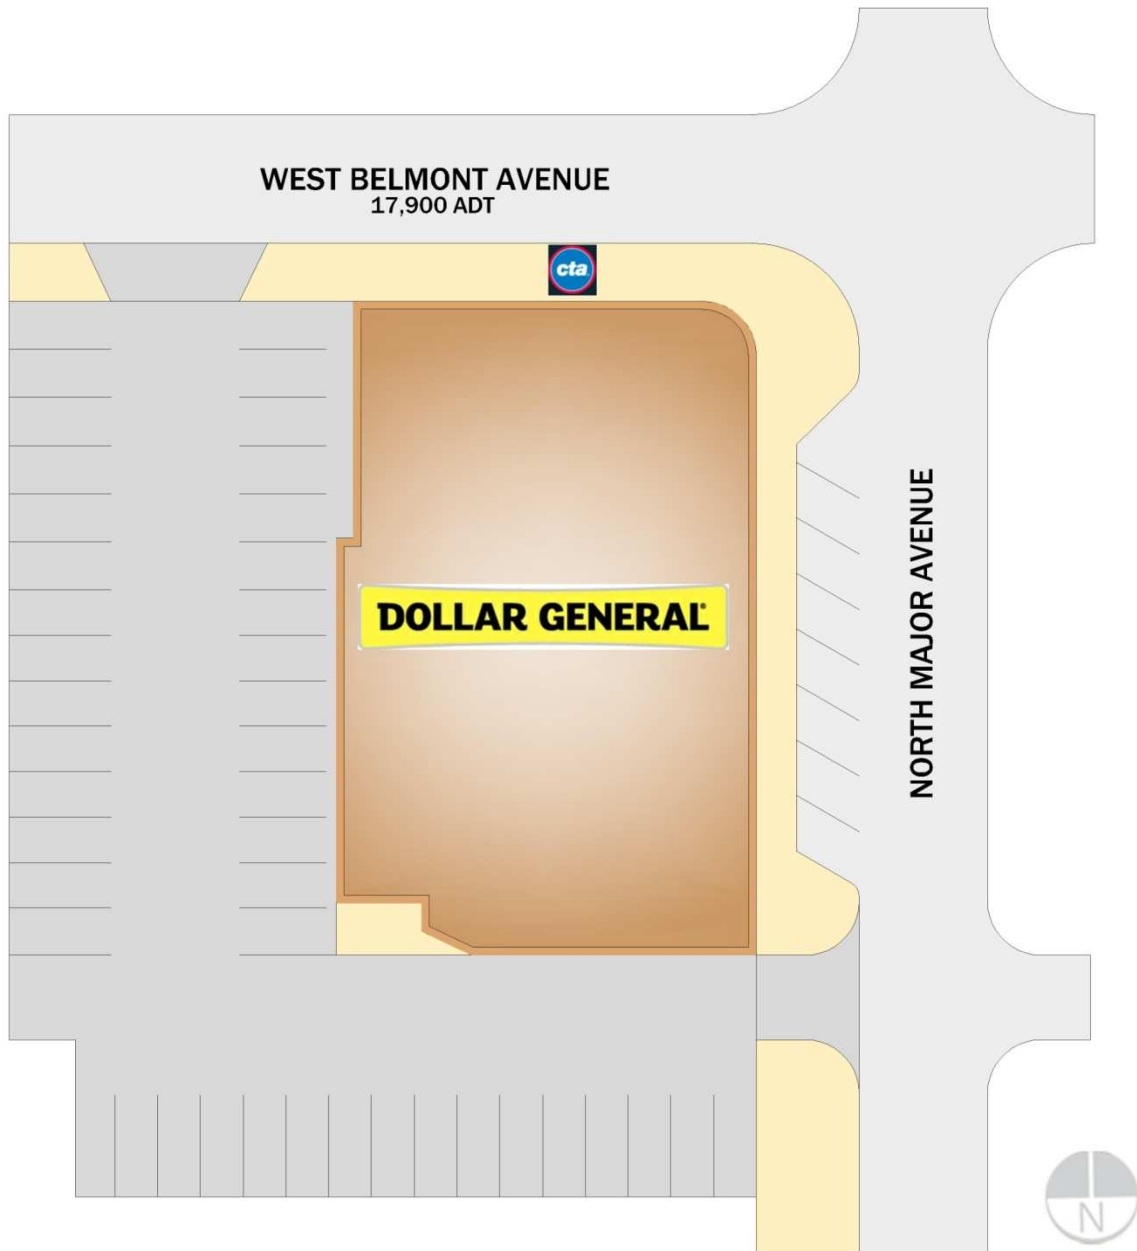 WEST BELMONT AVENUE
17,900 ADT
cta
DOLLAR GENERAL®
NORTH MAJOR AVENUE
N